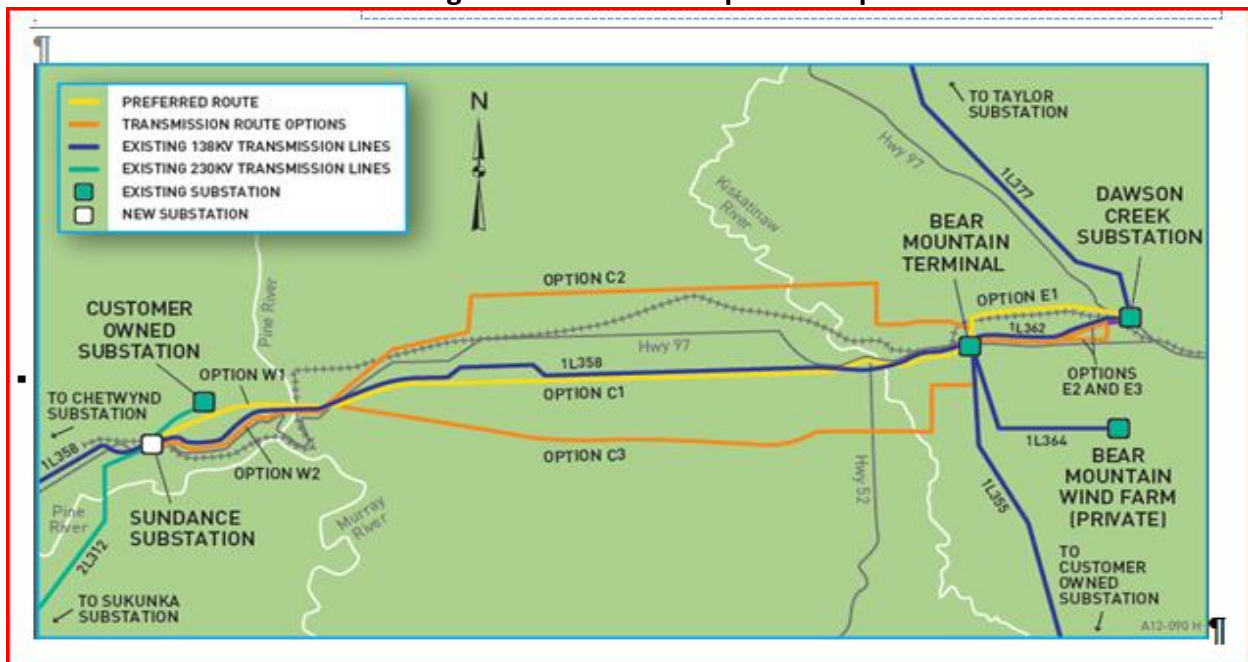 PREFERRED ROUTE
TRANSMISSION ROUTE OPTIONS
EXISTING 138KV TRANSMISSION LINES
EXISTING 230KV TRANSMISSION LINES
EXISTING SUBSTATION
NEW SUBSTATION
N
TO TAYLOR
SUBSTATION
Hwy 97
1L377
Kiskatinaw
River
DAWSON
CREEK
SUBSTATION
BEAR
MOUNTAIN
TERMINAL
OPTION C2
OPTION E1
1L362
Pine River
CUSTOMER
OWNED
SUBSTATION
Hwy 97
1L358
OPTION W1
OPTION C1
OPTIONS
E2 AND E3
TO CHETWYND
SUBSTATION
1L358
OPTION W2
OPTION C3
1L364
BEAR
MOUNTAIN
WIND FARM
(PRIVATE)
Hwy 52
1L355
Pine
River
SUNDANCE
SUBSTATION
Murray
River
2L312
TO SUKUNKA
SUBSTATION
TO
CUSTOMER
OWNED
SUBSTATION
A12-090 H